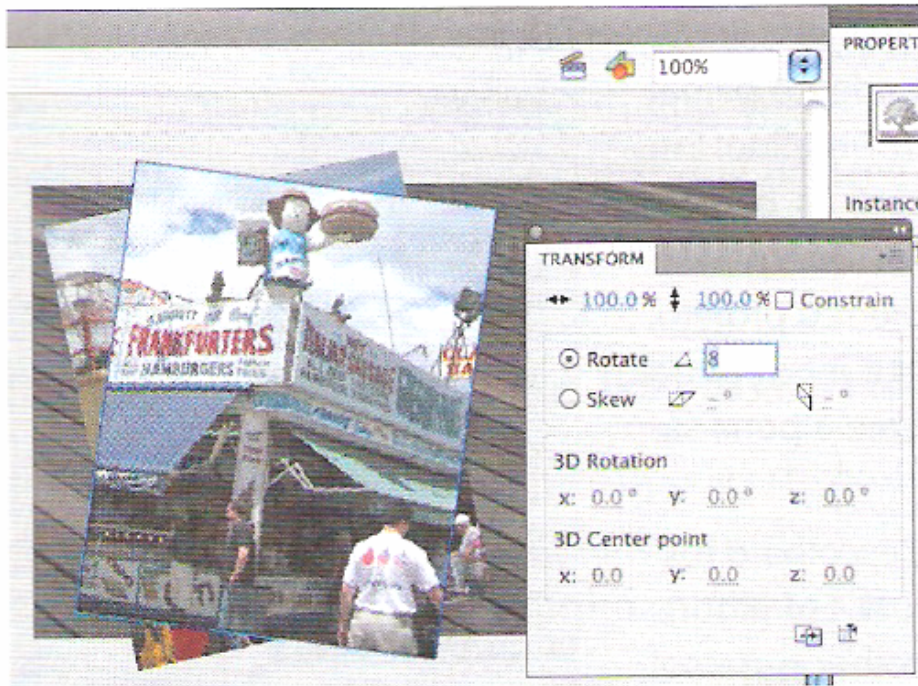 100%
PROPERT
Instance
TRANSFORM
100.0 % 100.0 % Constrain
Rotate 8
Skew - ° - °
3D Rotation
x: 0.0 ° y: 0.0 ° z: 0.0 °
3D Center point
x: 0.0 y: 0.0 z: 0.0
FRANKFURTERS
HAMBURGERS